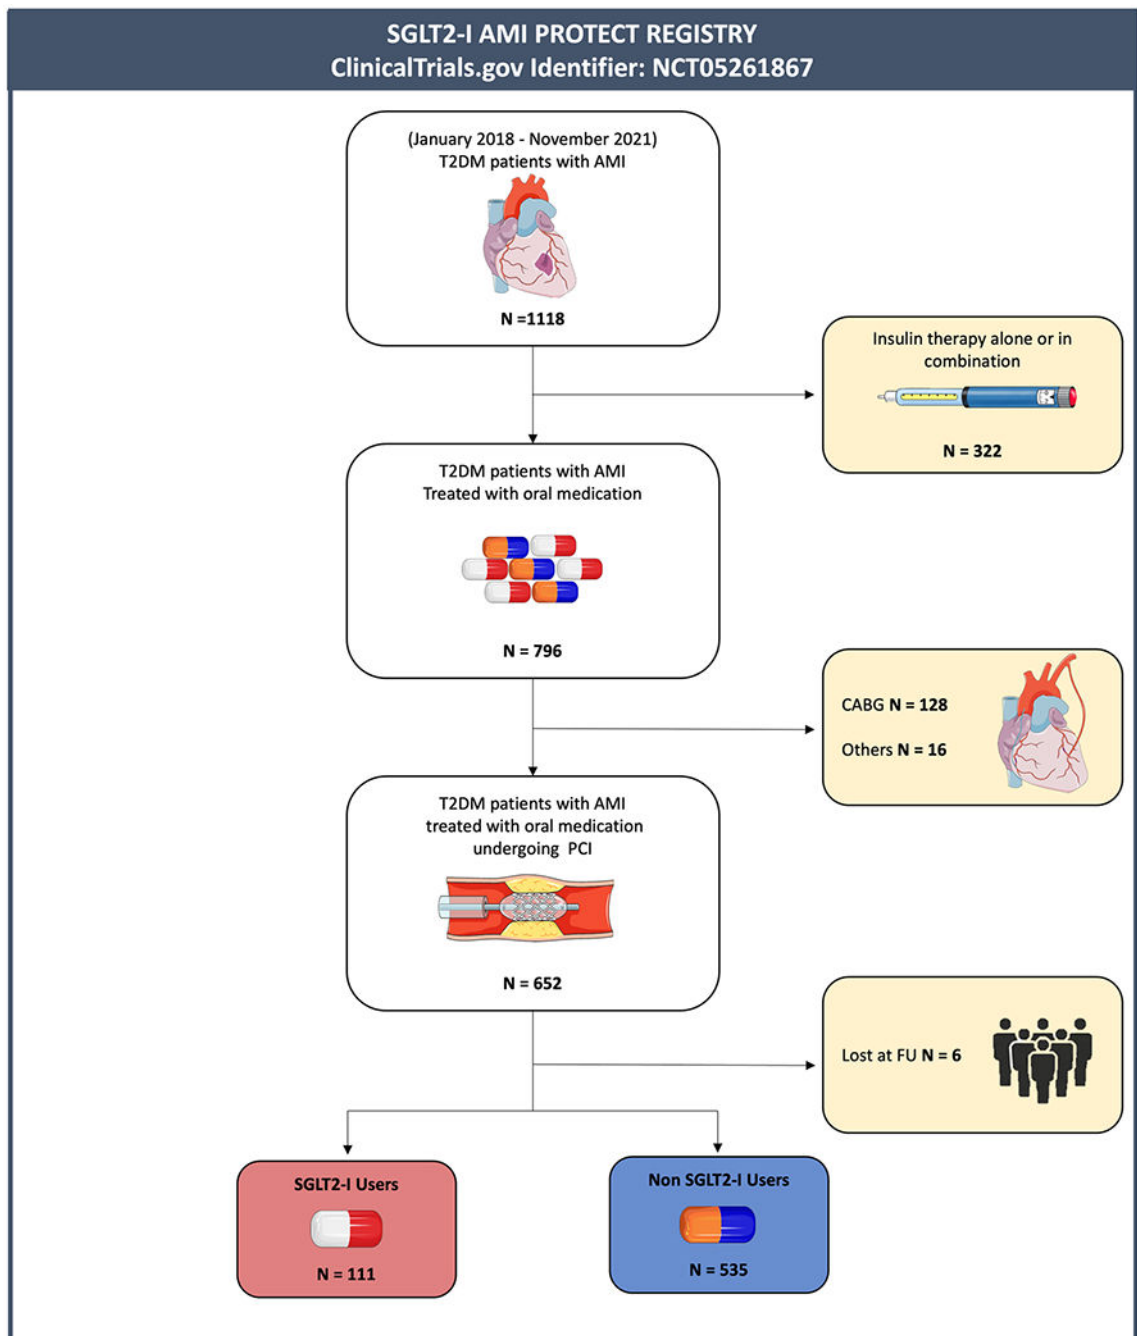 SGLT2-I AMI PROTECT REGISTRY
ClinicalTrials.gov Identifier: NCT05261867
(January 2018 - November 2021)
T2DM patients with AMI
N =1118
Insulin therapy alone or in
combination
N = 322
T2DM patients with AMI
Treated with oral medication
N = 796
CABG N = 128
Others N = 16
T2DM patients with AMI
treated with oral medication
undergoing PCI
N = 652
Lost at FU N = 6
SGLT2-I Users
N = 111
Non SGLT2-I Users
N = 535